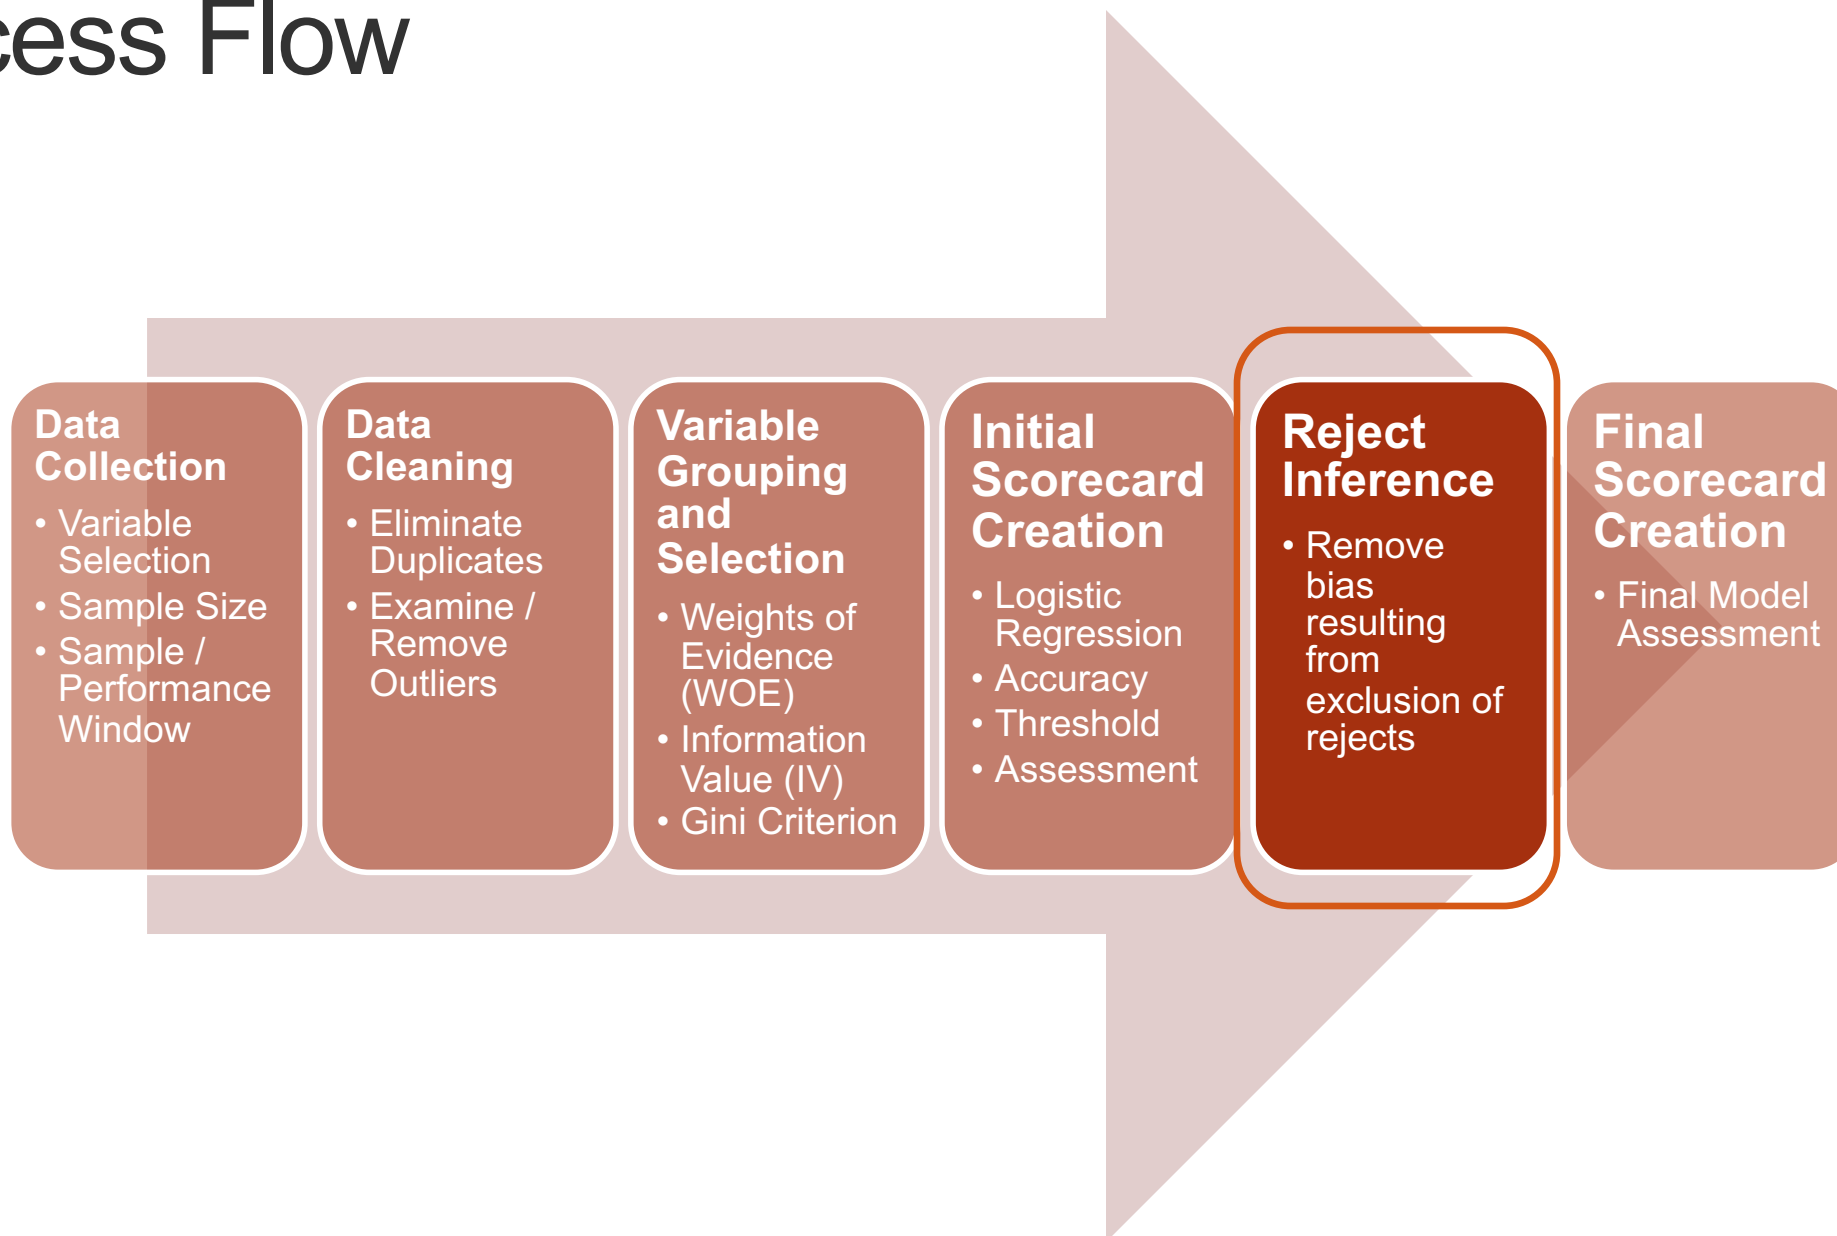 cess Flow
Data
Collection
• Variable
Selection
• Sample Size
• Sample /
Performance
Window
Data
Cleaning
• Eliminate
Duplicates
• Examine /
Remove
Outliers
Variable
Grouping
and
Selection
• Weights of
Evidence
(WOE)
• Information
Value (IV)
• Gini Criterion
Initial
Scorecard
Creation
• Logistic
Regression
• Accuracy
• Threshold
• Assessment
Reject
Inference
• Remove
bias
resulting
from
exclusion of
rejects
Final
Scorecard
Creation
• Final Model
Assessment